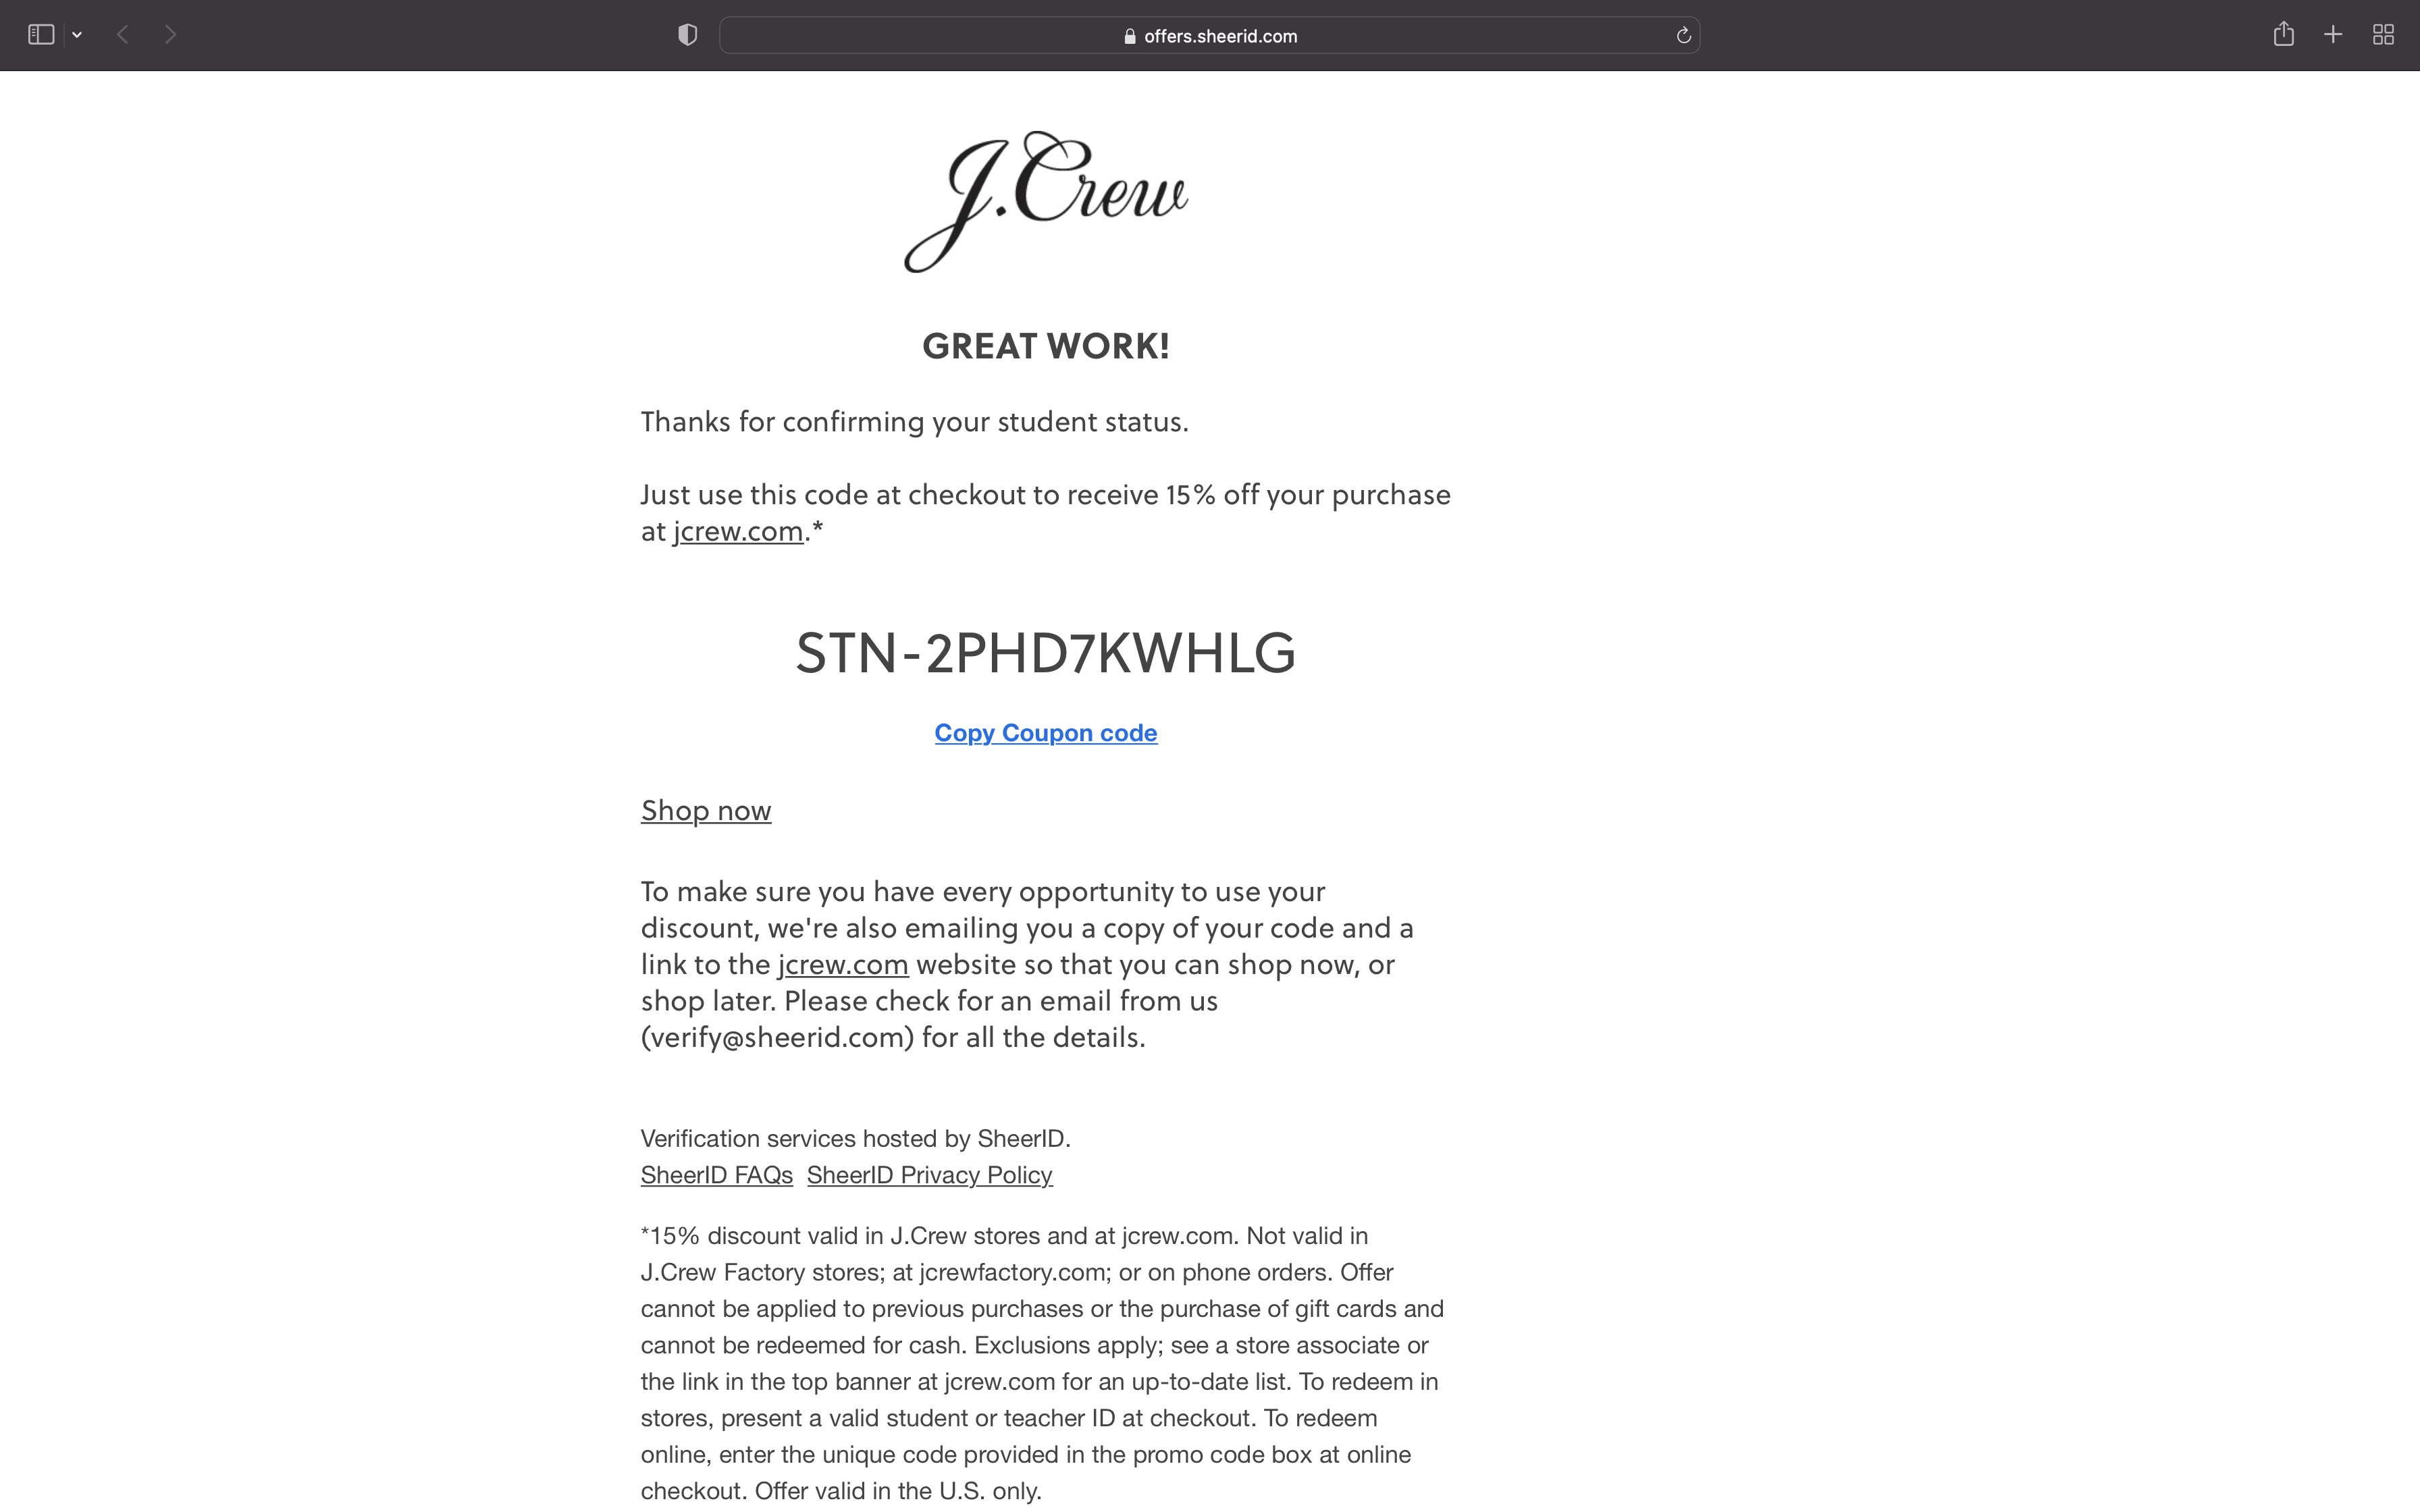 offers.sheerid.com
J.Crew
GREAT WORK!
Thanks for confirming your student status.
Just use this code at checkout to receive 15% off your purchase
at jcrew.com.*
STN-2PHD7KWHLG
Copy Coupon code
Shop now
To make sure you have every opportunity to use your
discount, we're also emailing you a copy of your code and a
link to the jcrew.com website so that you can shop now, or
shop later. Please check for an email from us
(verify@sheerid.com) for all the details.
Verification services hosted by SheerID.
SheerID FAQs SheerID Privacy Policy
*15% discount valid in J.Crew stores and at jcrew.com. Not valid in
J.Crew Factory stores; at jcrewfactory.com; or on phone orders. Offer
cannot be applied to previous purchases or the purchase of gift cards and
cannot be redeemed for cash. Exclusions apply; see a store associate or
the link in the top banner at jcrew.com for an up-to-date list. To redeem in
stores, present a valid student or teacher ID at checkout. To redeem
online, enter the unique code provided in the promo code box at online
checkout. Offer valid in the U.S. only.